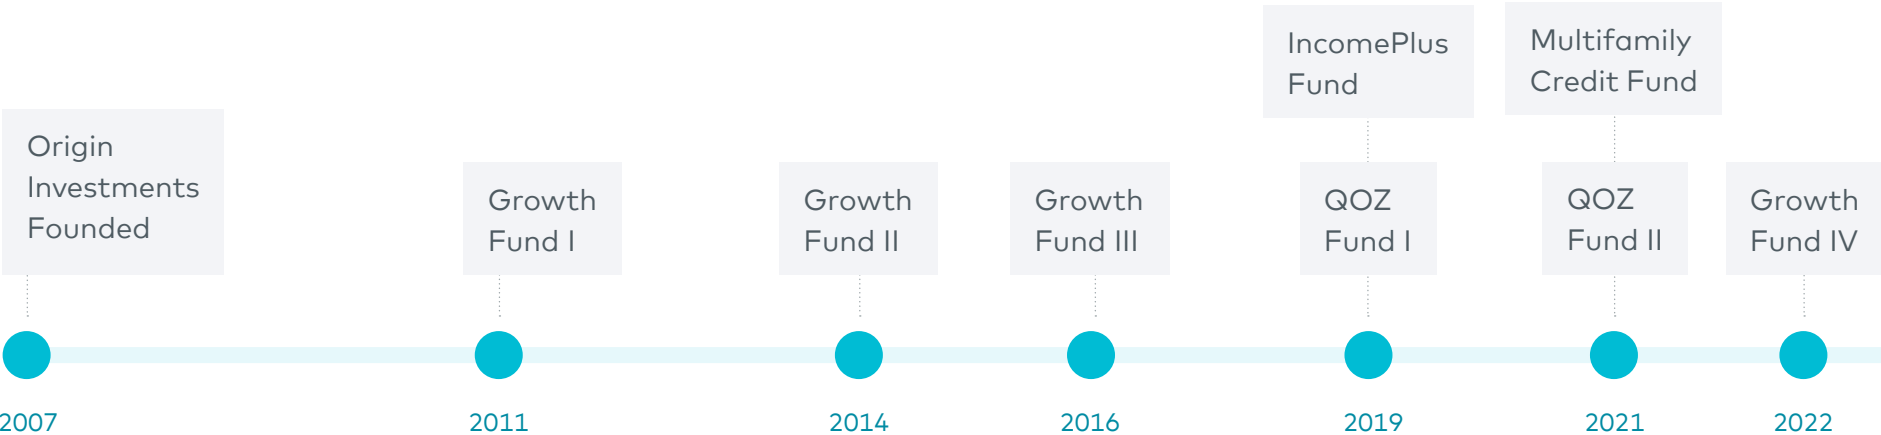 Origin
Investments
Founded
Growth
Fund I
Growth
Fund II
Growth
Fund III
IncomePlus
Fund
QOZ
Fund I
Multifamily
Credit Fund
QOZ
Fund II
Growth
Fund IV
2007
2011
2014
2016
2019
2021
2022